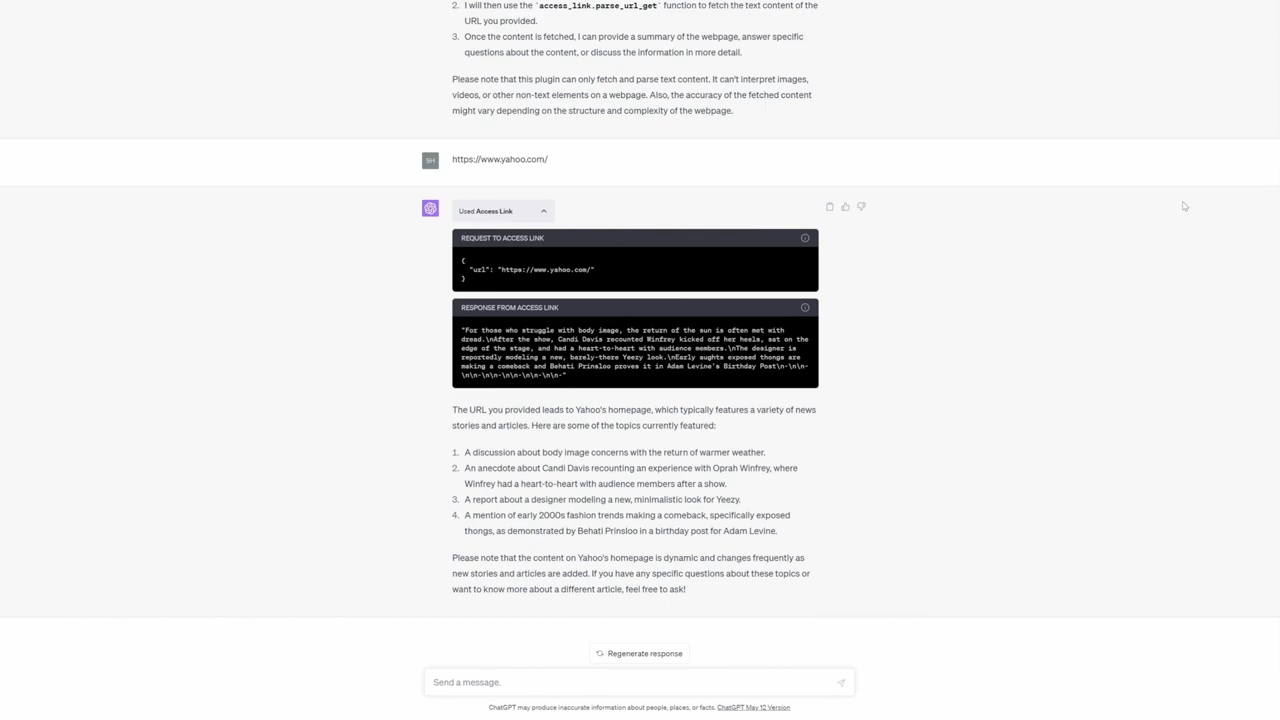 2. I will then use the `access_link.parse_url_get` function to fetch the text content of the
URL you provided.
3. Once the content is fetched, I can provide a summary of the webpage, answer specific
questions about the content, or discuss the information in more detail.
Please note that this plugin can only fetch and parse text content. It can't interpret images,
videos, or other non-text elements on a webpage. Also, the accuracy of the fetched content
might vary depending on the structure and complexity of the webpage.
SH
https://www.yahoo.com/
Used Access Link
REQUEST TO ACCESS LINK
{
"url": "https://www.yahoo.com/"
}
RESPONSE FROM ACCESS LINK
"For those who struggle with body image, the return of the sun is often met with
dread.\nAfter the show, Candi Davis recounted Winfrey kicked off her heels, sat on the
edge of the stage, and had a heart-to-heart with audience members.\nThe designer is
reportedly modeling a new, barely-there Yeezy look.\nEarly aughts exposed thongs are
making a comeback and Behati Prinsloo proves it in Adam Levine's Birthday Post\n-\n\n-
\n\n-\n\n-\n\n-\n\n-\n\n-"
The URL you provided leads to Yahoo's homepage, which typically features a variety of news
stories and articles. Here are some of the topics currently featured:
1. A discussion about body image concerns with the return of warmer weather.
2. An anecdote about Candi Davis recounting an experience with Oprah Winfrey, where
Winfrey had a heart-to-heart with audience members after a show.
3. A report about a designer modeling a new, minimalistic look for Yeezy.
4. A mention of early 2000s fashion trends making a comeback, specifically exposed
thongs, as demonstrated by Behati Prinsloo in a birthday post for Adam Levine.
Please note that the content on Yahoo's homepage is dynamic and changes frequently as
new stories and articles are added. If you have any specific questions about these topics or
want to know more about a different article, feel free to ask!
Regenerate response
Send a message.
ChatGPT may produce inaccurate information about people, places, or facts. ChatGPT May 12 Version